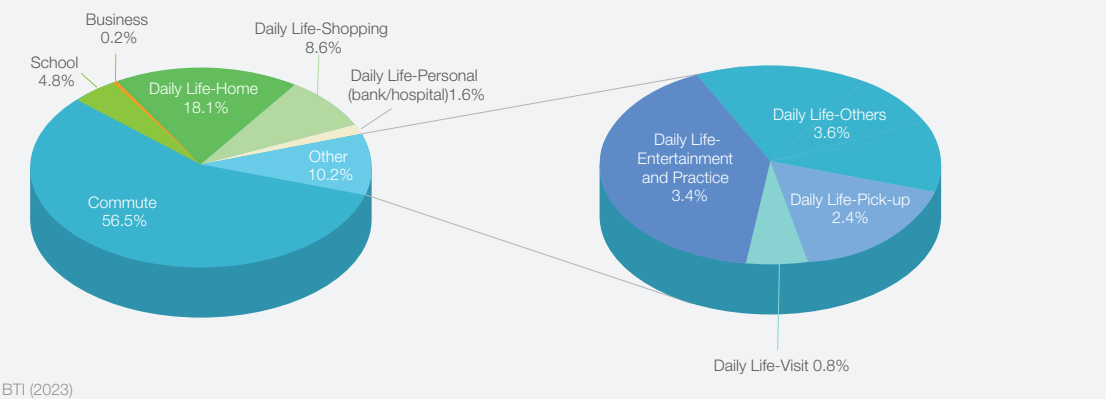 Business
0.2%
School
4.8%
Daily Life-Shopping
8.6%
Daily Life-Personal
(bank/hospital)1.6%
Daily Life-Home
18.1%
Other
10.2%
Commute
56.5%
Daily Life-Others
3.6%
Daily Life-
Entertainment
and Practice
3.4%
Daily Life-Pick-up
2.4%
Daily Life-Visit 0.8%
BTI (2023)